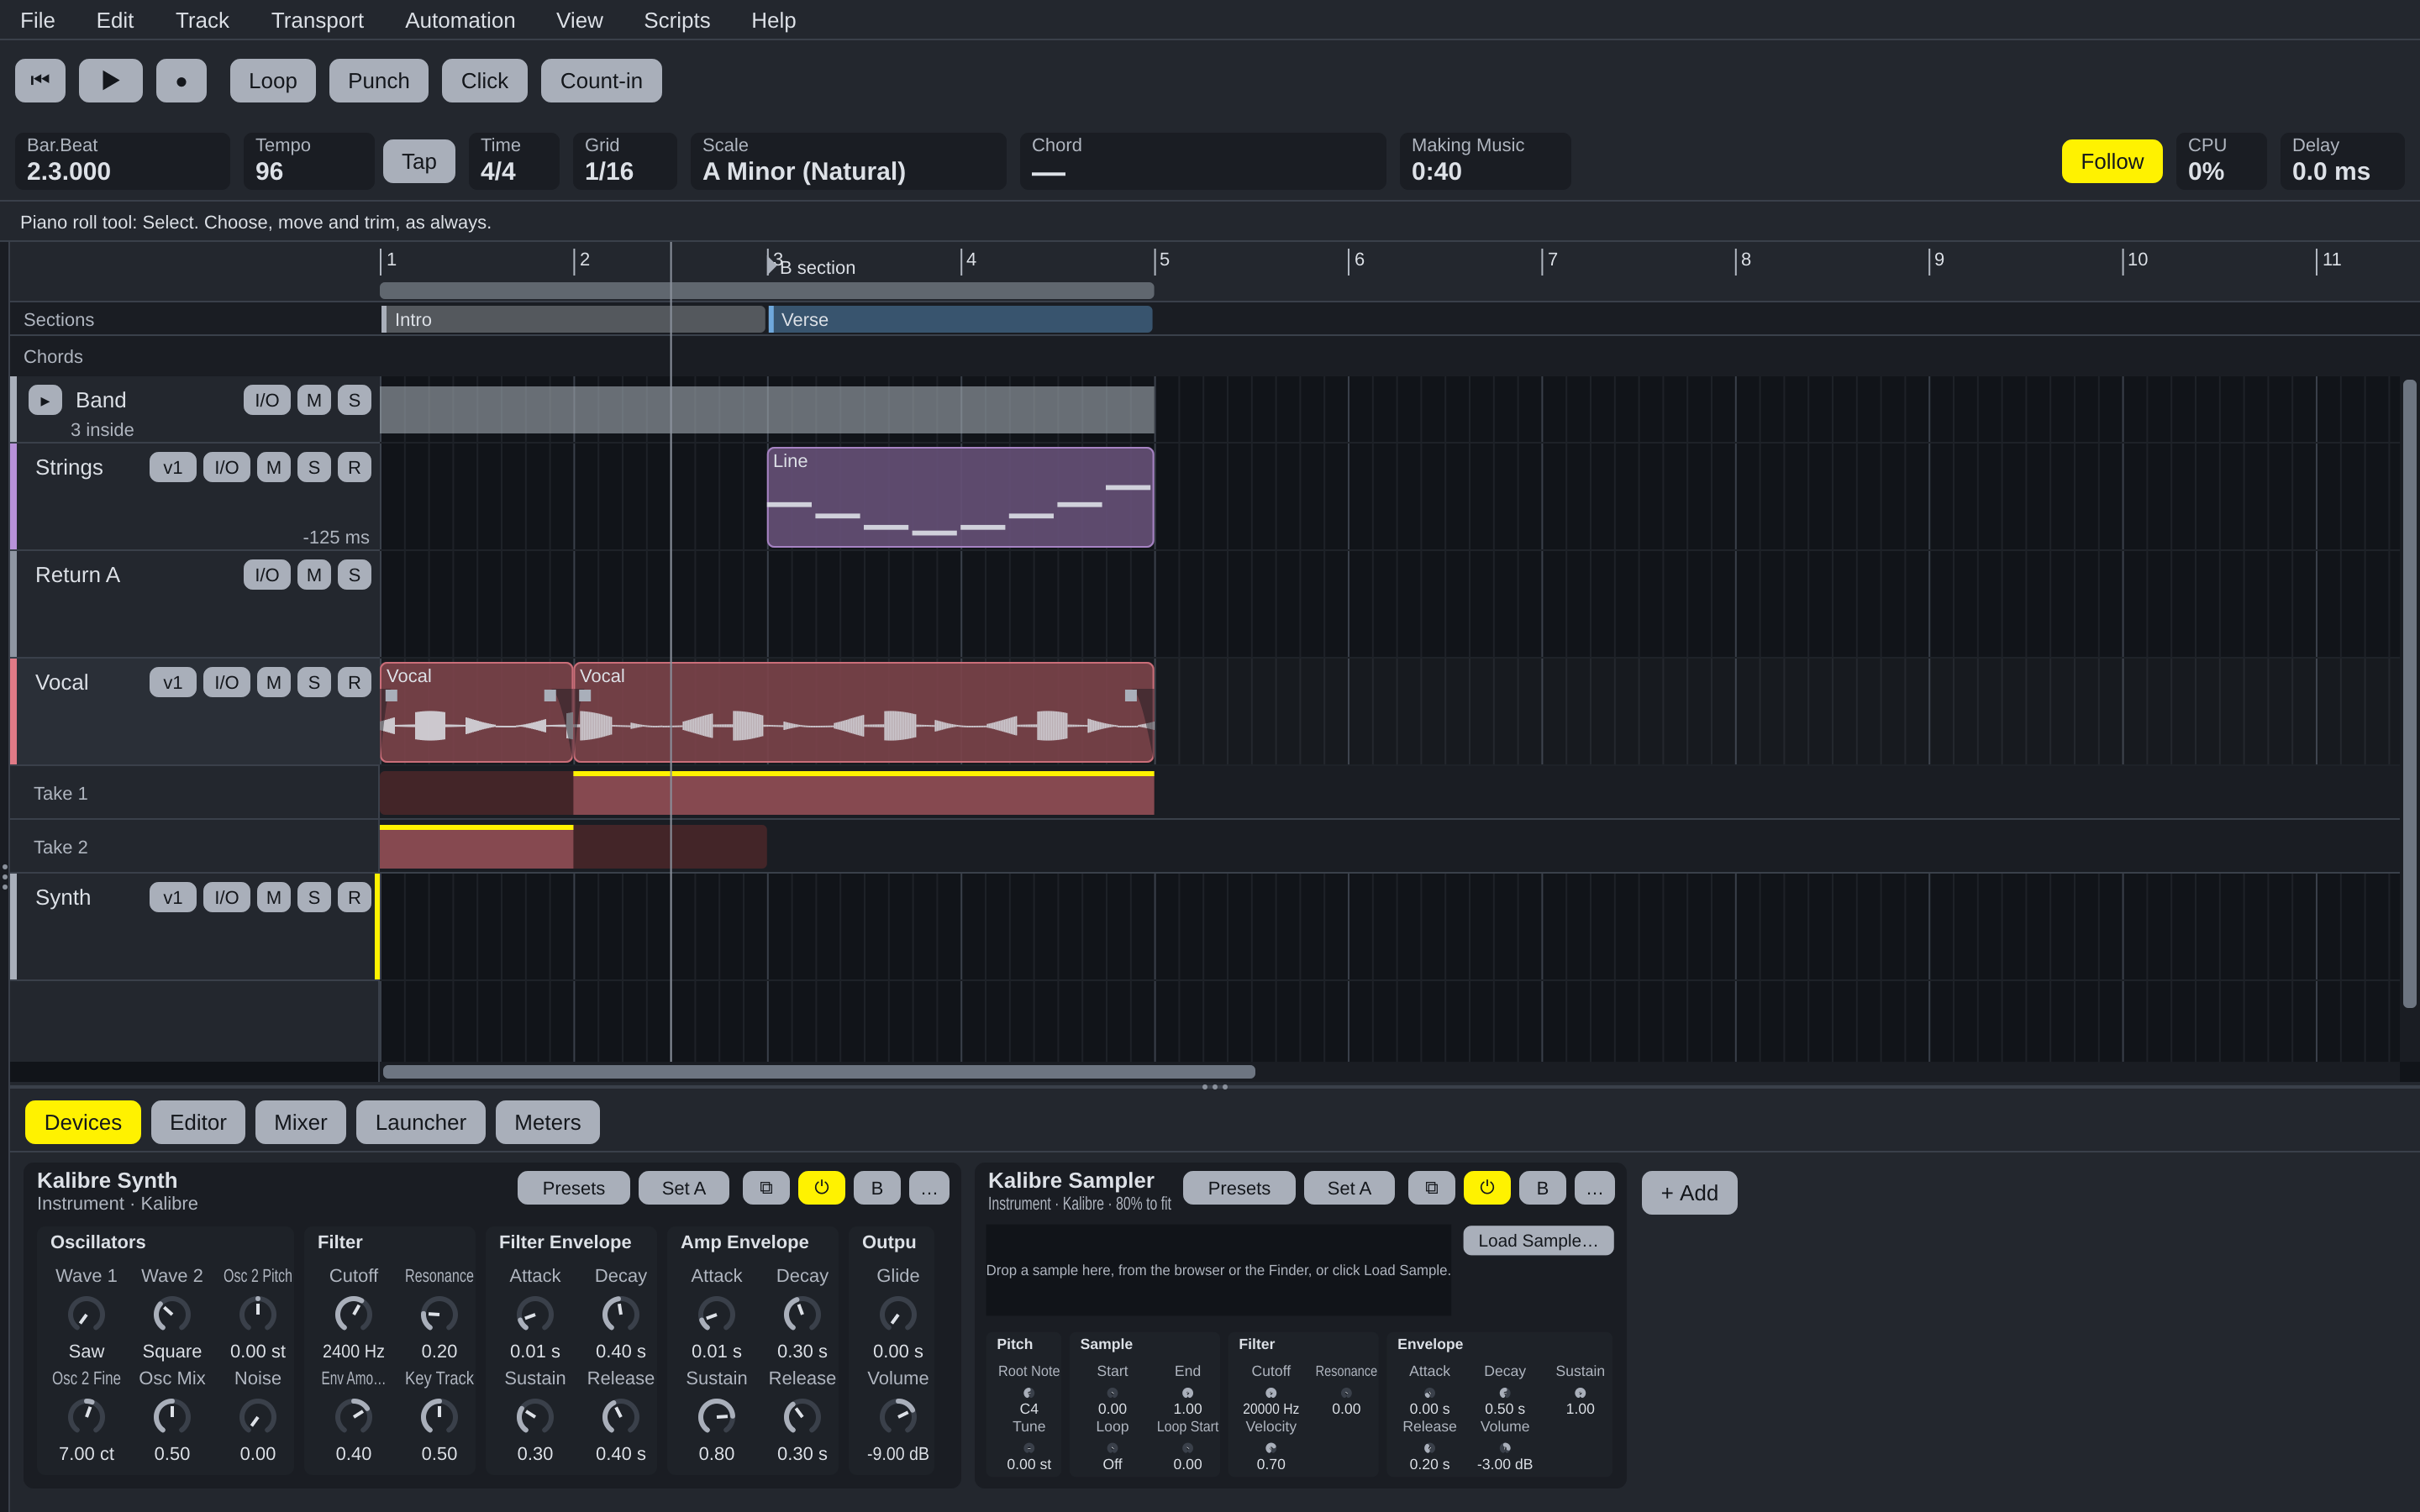 File Edit Track Transport Automation View Scripts Help
Loop Punch Click Count-in
Bar.Beat Tempo Time Grid Scale Chord Making Music CPU Delay
2.3.000 96 Tap 4/4 1/16 A Minor (Natural) — 0:40 Follow 0% 0.0 ms
Piano roll tool: Select. Choose, move and trim, as always.
1 2 3 4 5 6 7 8 9 10 11
B section
Sections Intro Verse
Chords
Band I/O M S
3 inside
Strings v1 I/O M S R
Line
-125 ms
Return A I/O M S
Vocal v1 I/O M S R
Vocal Vocal
Take 1
Take 2
Synth v1 I/O M S R
Devices Editor Mixer Launcher Meters
Kalibre Synth Presets Set A B …
Instrument · Kalibre
Oscillators Filter Filter Envelope Amp Envelope Outpu
Wave 1 Wave 2 Osc 2 Pitch Cutoff Resonance Attack Decay Attack Decay Glide
Saw Square 0.00 st 2400 Hz 0.20 0.01 s 0.40 s 0.01 s 0.30 s 0.00 s
Osc 2 Fine Osc Mix Noise Env Amo… Key Track Sustain Release Sustain Release Volume
7.00 ct 0.50 0.00 0.40 0.50 0.30 0.40 s 0.80 0.30 s -9.00 dB
Kalibre Sampler Presets Set A B …
Instrument · Kalibre · 80% to fit
Load Sample…
Drop a sample here, from the browser or the Finder, or click Load Sample.
Pitch Sample Filter Envelope
Root Note Start End Cutoff Resonance Attack Decay Sustain
C4 0.00 1.00 20000 Hz 0.00 0.00 s 0.50 s 1.00
Tune Loop Loop Start Velocity Release Volume
0.00 st Off 0.00 0.70 0.20 s -3.00 dB
+ Add